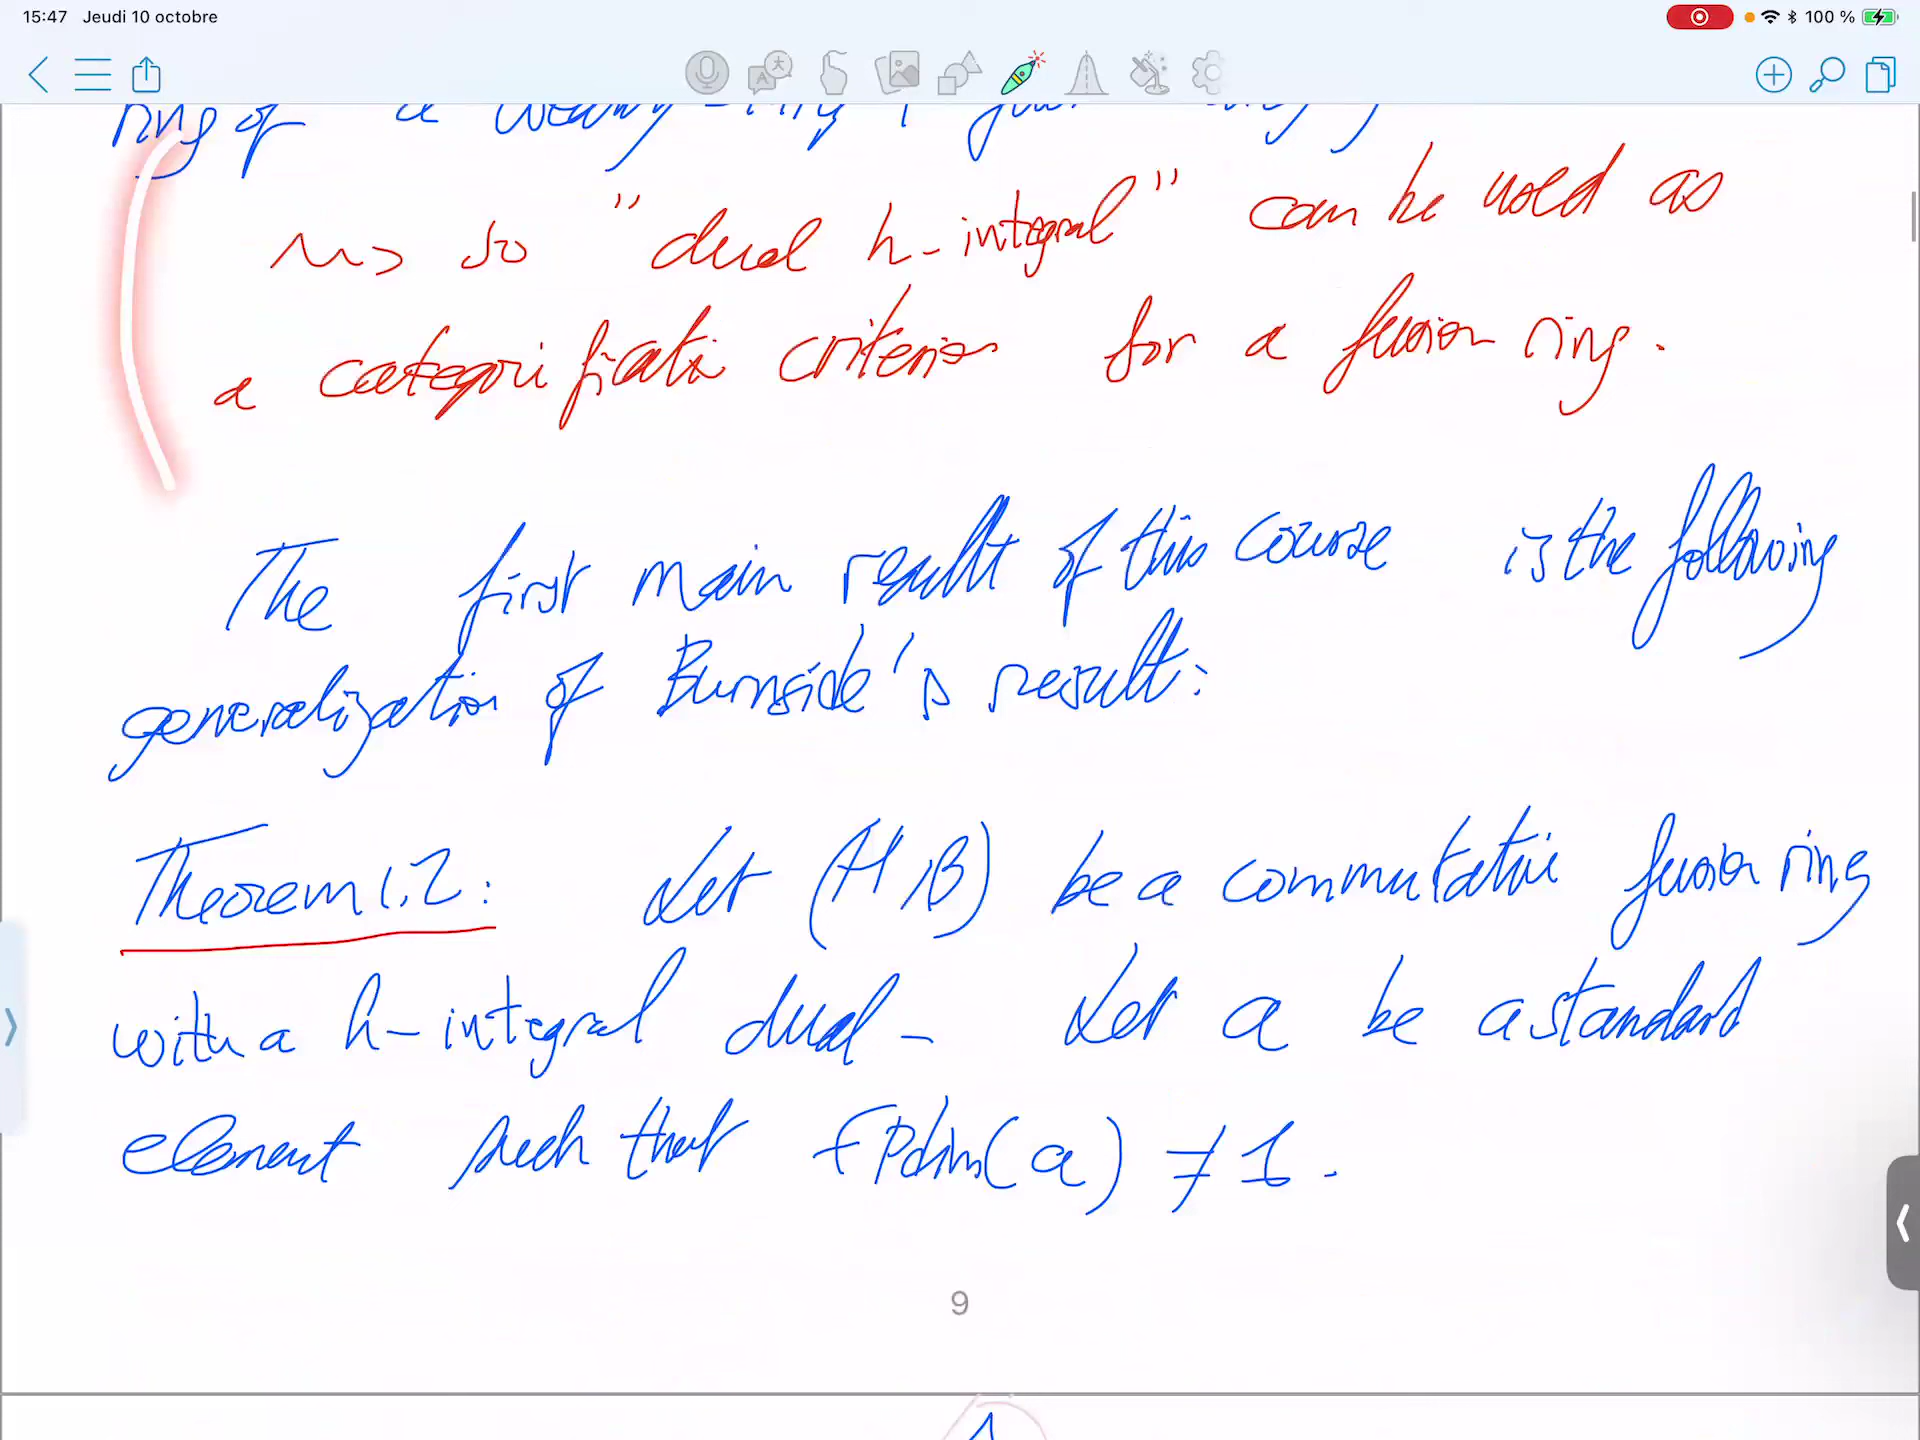 15:47 Jeudi 10 octobre 100 %
ring of a
so "dual h-integral" can be used as
a categorification criterion for a fusion ring.
The first main result of this course is the following
generalization of Burnside's result:
Theorem 1.2: Let (H,B) be a commutative fusion ring
with a h-integral dual - Let a be a standard
element such that FPdim(a) ≠ 1.
9